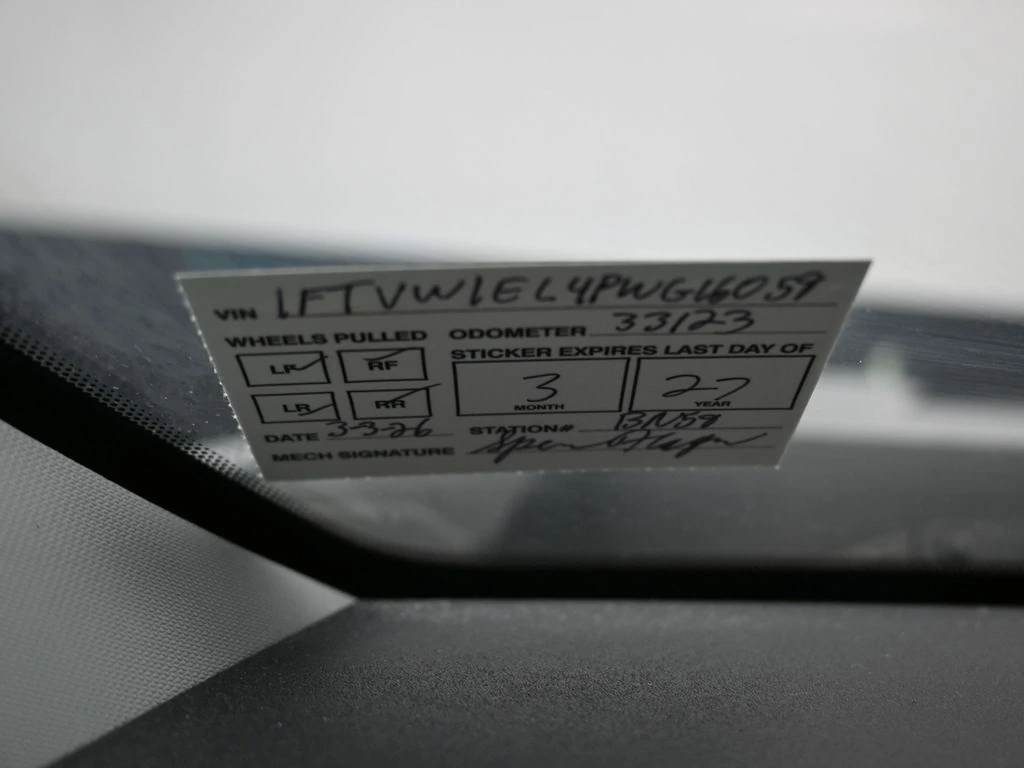 VIN 1FTVW1EL4PWG16059
WHEELS PULLED ODOMETER 33123
LF RF STICKER EXPIRES LAST DAY OF
LR RR 3 27
MONTH YEAR
DATE 3-3-26 STATION# BN59
MECH SIGNATURE